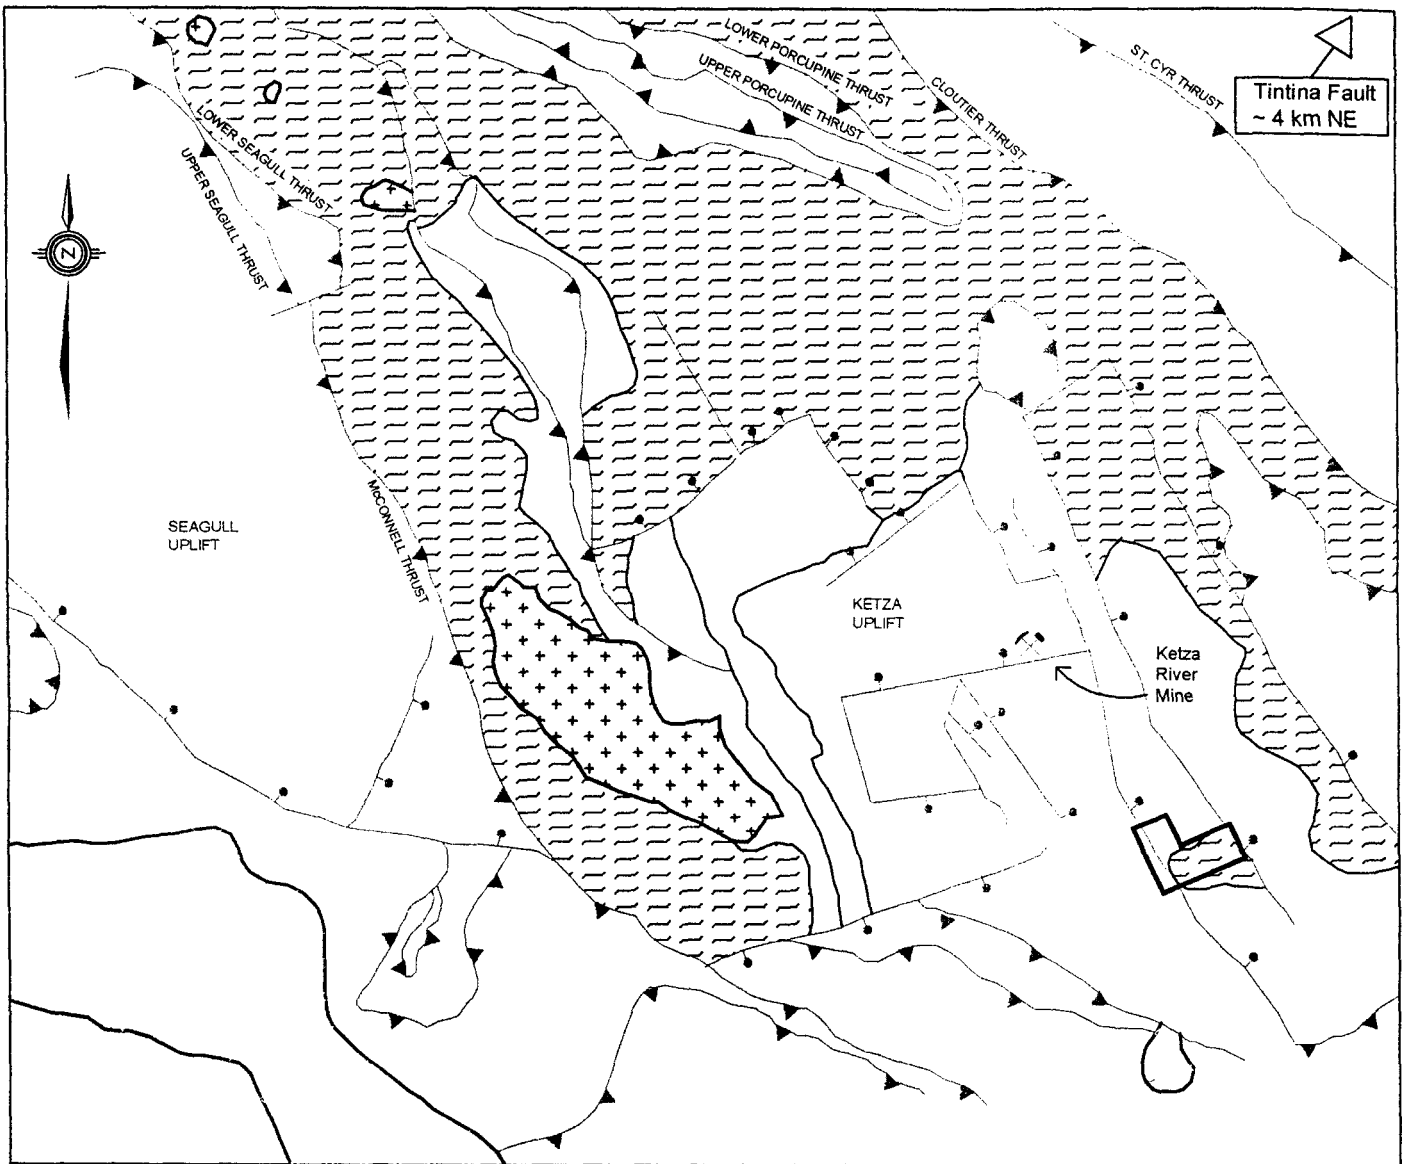 LOWER PORCUPINE THRUST
UPPER PORCUPINE THRUST
CLOUTIER THRUST
ST. CYR THRUST
Tintina Fault
~ 4 km NE
LOWER SEAGULL THRUST
UPPER SEAGULL THRUST
N
McCONNELL THRUST
SEAGULL
UPLIFT
KETZA
UPLIFT
Ketza
River
Mine